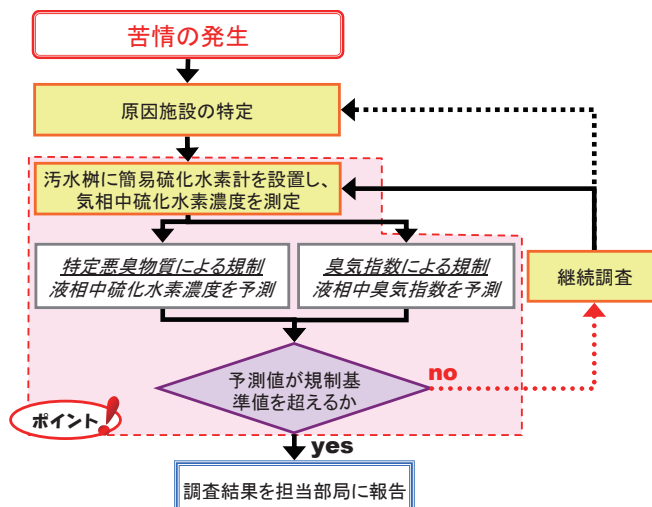 苦情の発生
原因施設の特定
汚水桝に簡易硫化水素計を設置し、
気相中硫化水素濃度を測定
特定悪臭物質による規制
液相中硫化水素濃度を予測
臭気指数による規制
液相中臭気指数を予測
継続調査
予測値が規制基
準値を超えるか
no
ポイント!
yes
調査結果を担当部局に報告